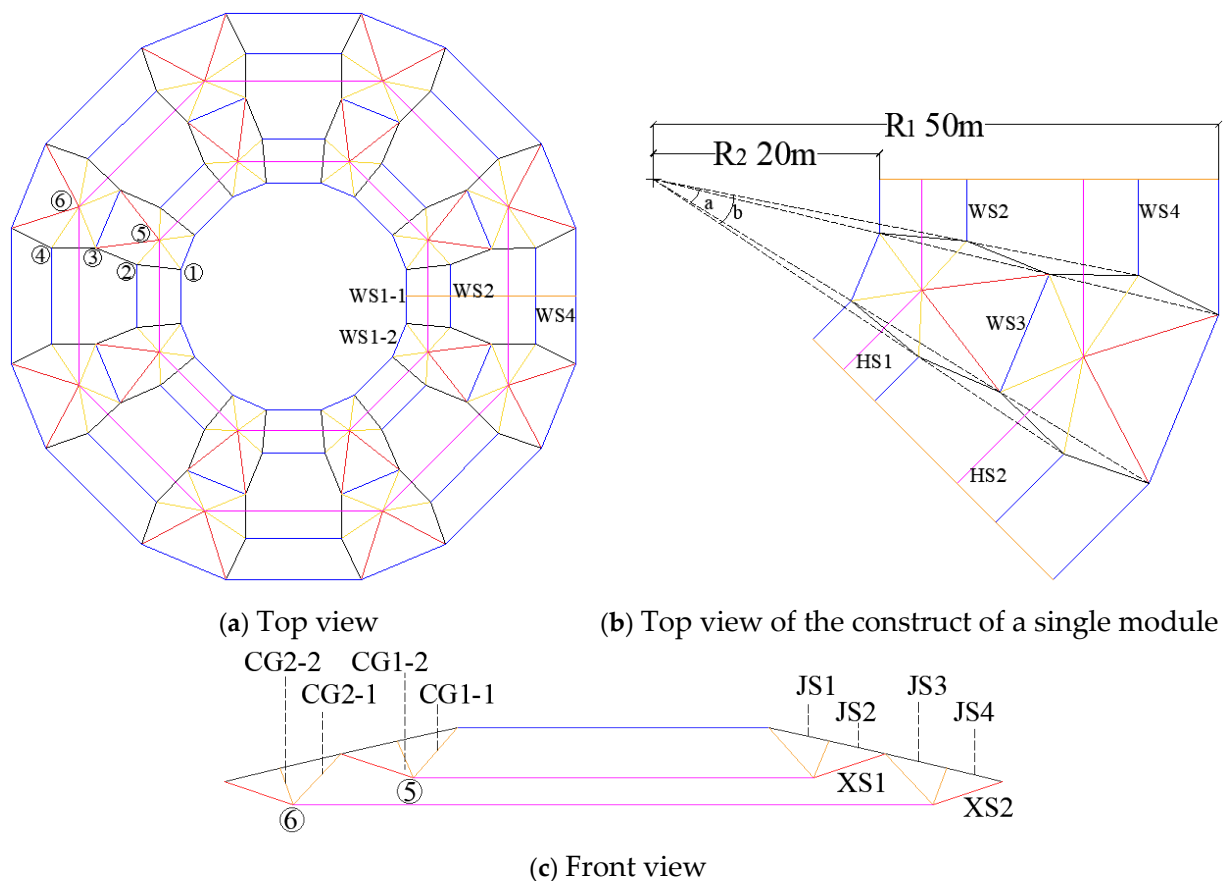 ⑥
⑤
④
③
②
①
WS1-1
WS2
WS4
WS1-2
(a) Top view
R1 50m
R2 20m
a
b
WS2
WS4
WS3
HS1
HS2
(b) Top view of the construct of a single module
CG2-2
CG1-2
CG2-1
CG1-1
JS1
JS2
JS3
JS4
⑤
⑥
XS1
XS2
(c) Front view